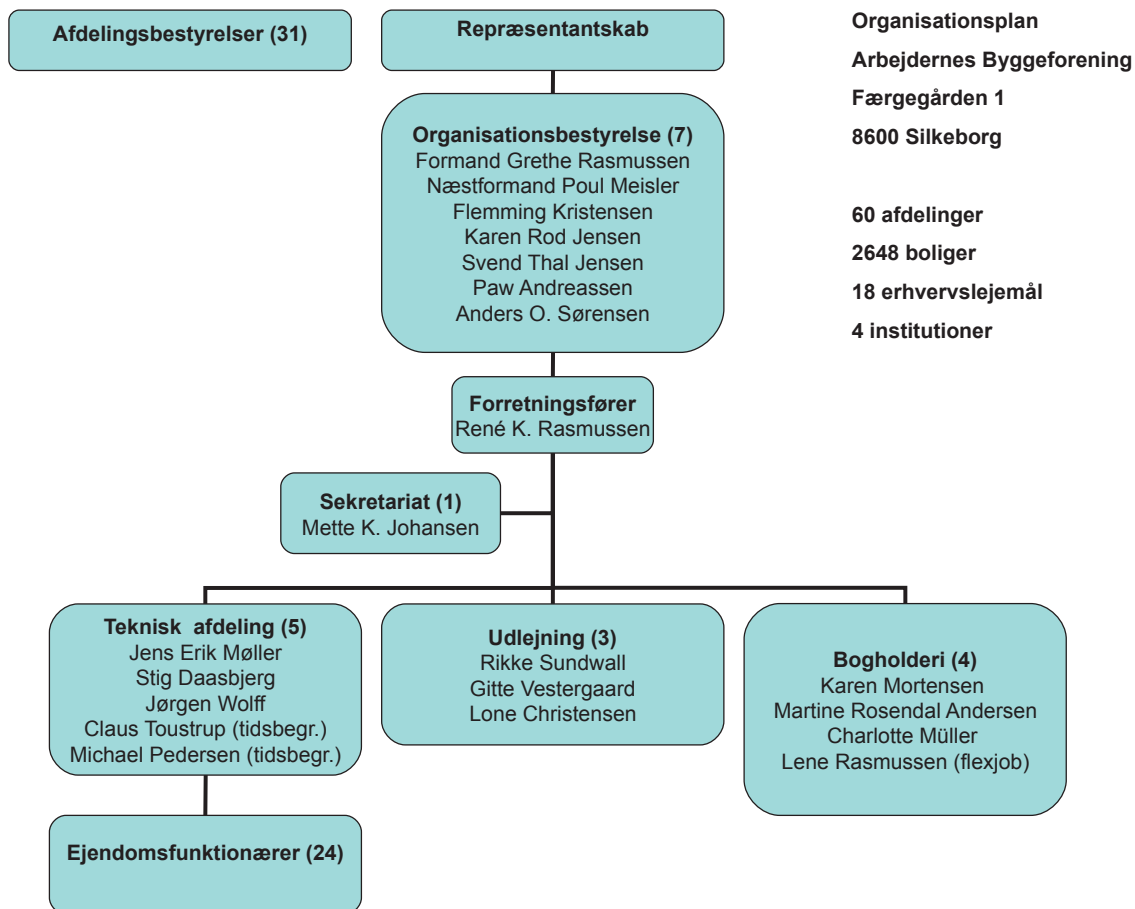 Afdelingsbestyrelser (31)
Repræsentantskab
Organisationsplan
Arbejdernes Byggeforening
Færgegården 1
8600 Silkeborg
60 afdelinger
2648 boliger
18 erhvervslejemål
4 institutioner
Organisationsbestyrelse (7)
Formand Grethe Rasmussen
Næstformand Poul Meisler
Flemming Kristensen
Karen Rod Jensen
Svend Thal Jensen
Paw Andreassen
Anders O. Sørensen
Forretningsfører
René K. Rasmussen
Sekretariat (1)
Mette K. Johansen
Teknisk afdeling (5)
Jens Erik Møller
Stig Daasbjerg
Jørgen Wolff
Claus Toustrup (tidsbegr.)
Michael Pedersen (tidsbegr.)
Udlejning (3)
Rikke Sundwall
Gitte Vestergaard
Lone Christensen
Bogholderi (4)
Karen Mortensen
Martine Rosendal Andersen
Charlotte Müller
Lene Rasmussen (flexjob)
Ejendomsfunktionærer (24)